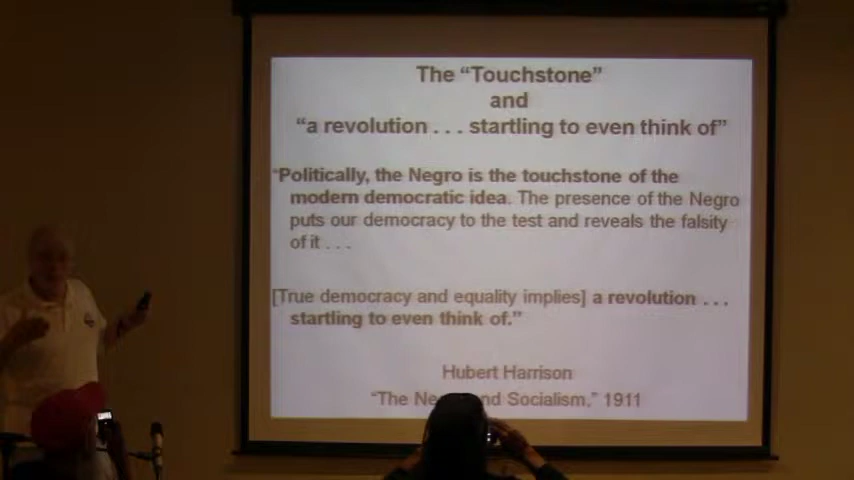 The “Touchstone”
and
“a revolution . . . startling to even think of”
“Politically, the Negro is the touchstone of the
modern democratic idea. The presence of the Negro
puts our democracy to the test and reveals the falsity
of it . . .
[True democracy and equality implies] a revolution . . .
startling to even think of.”
Hubert Harrison
“The Ne nd Socialism,” 1911